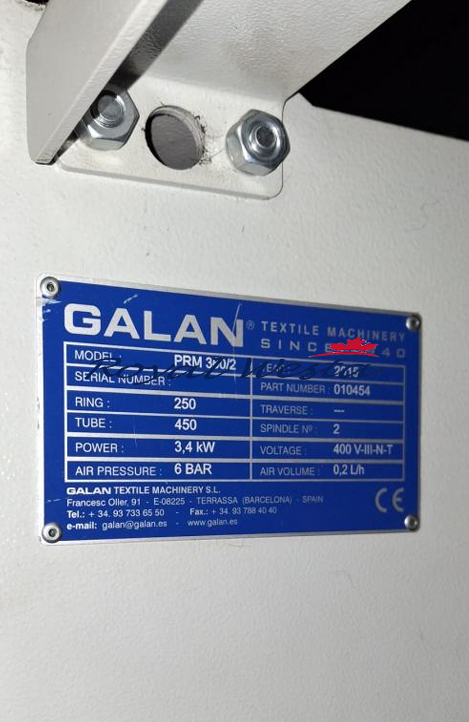 GALAN® TEXTILE MACHINERY
SINCE 1940
MODEL PRM 300/2 YEAR 2015
SERIAL NUMBER : PART NUMBER : 010454
RING : 250 TRAVERSE : ---
TUBE : 450 SPINDLE Nº : 2
POWER : 3,4 kW VOLTAGE : 400 V-III-N-T
AIR PRESSURE : 6 BAR AIR VOLUME : 0,2 L/h
GALAN TEXTILE MACHINERY S.L.
Francesc Oller, 91 - E-08225 - TERRASSA (BARCELONA) - SPAIN
Tel.: + 34. 93 733 65 50 - Fax.: + 34. 93 788 40 40
e-mail: galan@galan.es - www.galan.es
CE